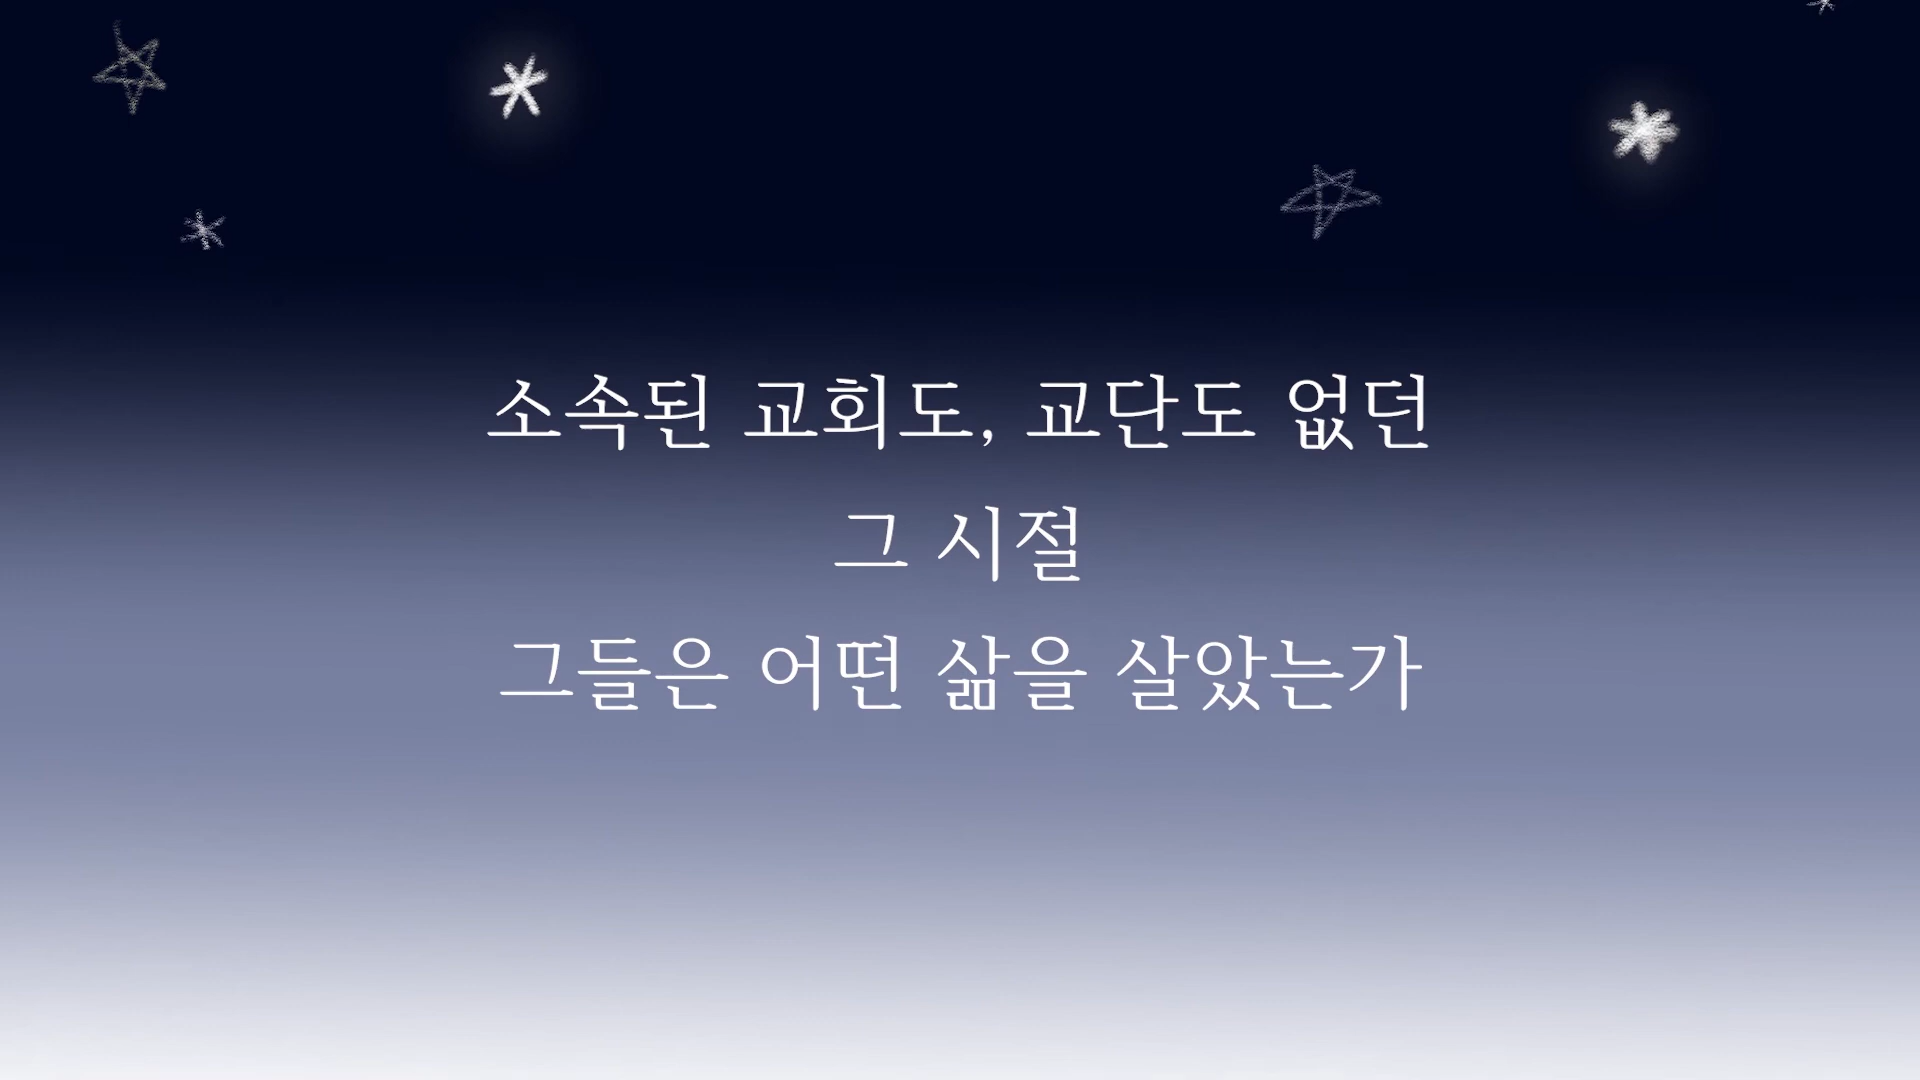 소속된 교회도, 교단도 없던
그 시절
그들은 어떤 삶을 살았는가